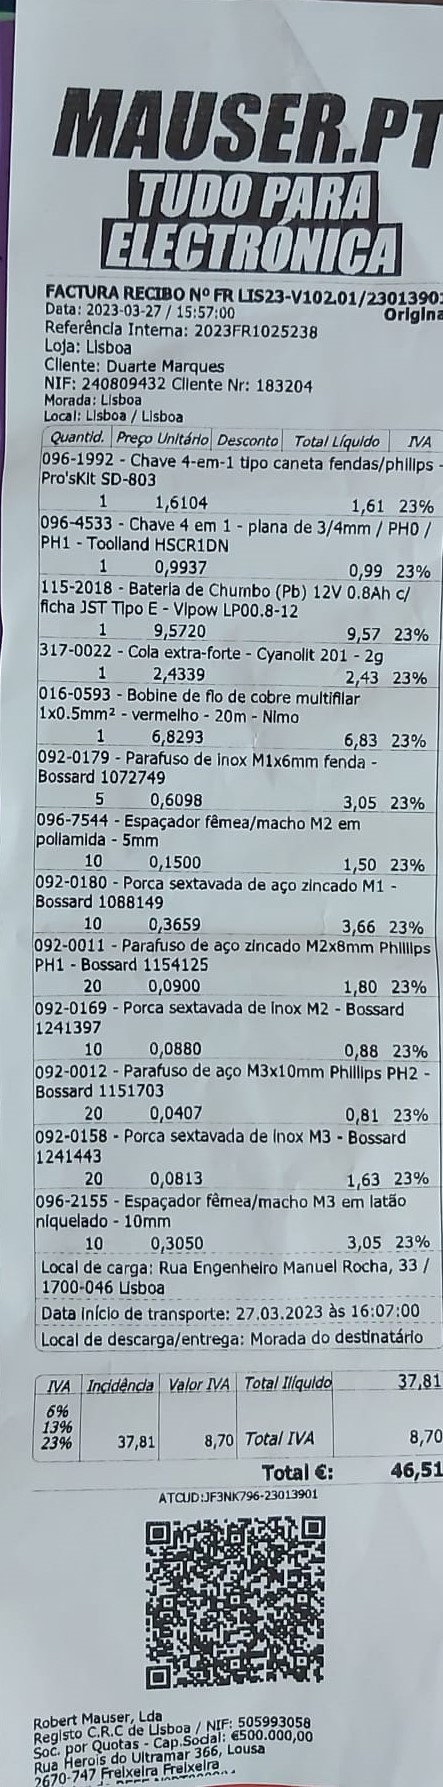 MAUSER.PT
TUDO PARA
ELECTRÓNICA
FACTURA RECIBO Nº FR LIS23-V102.01/23013901
Data: 2023-03-27 / 15:57:00 Origina
Referência Interna: 2023FR1025238
Loja: Lisboa
Cliente: Duarte Marques
NIF: 240809432 Cliente Nr: 183204
Morada: Lisboa
Local: Lisboa / Lisboa
Quantid. Preço Unitário Desconto Total Líquido IVA
096-1992 - Chave 4-em-1 tipo caneta fendas/philips -
Pro'sKit SD-803
1 1,6104 1,61 23%
096-4533 - Chave 4 em 1 - plana de 3/4mm / PH0 /
PH1 - Toolland HSCR1DN
1 0,9937 0,99 23%
115-2018 - Bateria de Chumbo (Pb) 12V 0.8Ah c/
ficha JST Tipo E - Vipow LP00.8-12
1 9,5720 9,57 23%
317-0022 - Cola extra-forte - Cyanolit 201 - 2g
1 2,4339 2,43 23%
016-0593 - Bobine de fio de cobre multifilar
1x0.5mm² - vermelho - 20m - Nimo
1 6,8293 6,83 23%
092-0179 - Parafuso de inox M1x6mm fenda -
Bossard 1072749
5 0,6098 3,05 23%
096-7544 - Espaçador fêmea/macho M2 em
poliamida - 5mm
10 0,1500 1,50 23%
092-0180 - Porca sextavada de aço zincado M1 -
Bossard 1088149
10 0,3659 3,66 23%
092-0011 - Parafuso de aço zincado M2x8mm Phillips
PH1 - Bossard 1154125
20 0,0900 1,80 23%
092-0169 - Porca sextavada de inox M2 - Bossard
1241397
10 0,0880 0,88 23%
092-0012 - Parafuso de aço M3x10mm Phillips PH2 -
Bossard 1151703
20 0,0407 0,81 23%
092-0158 - Porca sextavada de inox M3 - Bossard
1241443
20 0,0813 1,63 23%
096-2155 - Espaçador fêmea/macho M3 em latão
niquelado - 10mm
10 0,3050 3,05 23%
Local de carga: Rua Engenheiro Manuel Rocha, 33 /
1700-046 Lisboa
Data início de transporte: 27.03.2023 às 16:07:00
Local de descarga/entrega: Morada do destinatário
IVA Incidência Valor IVA Total Ilíquido 37,81
6%
13%
23% 37,81 8,70 Total IVA 8,70
Total €: 46,51
ATCUD:JF3NK796-23013901
Robert Mauser, Lda
Registo C.R.C de Lisboa / NIF: 505993058
Soc. por Quotas - Cap.Social: €500.000,00
Rua Herois do Ultramar 366, Lousa
2670-747 Freixeira Freixeira